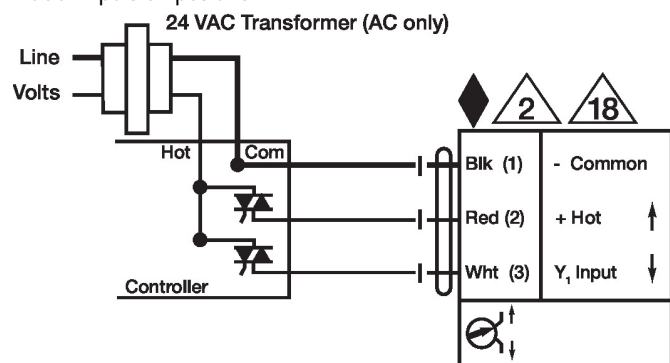 24 VAC Transformer (AC only)
Line
Volts
2
18
Hot
Com
Blk (1)
- Common
Red (2)
+ Hot
Wht (3)
Y₁ Input
Controller